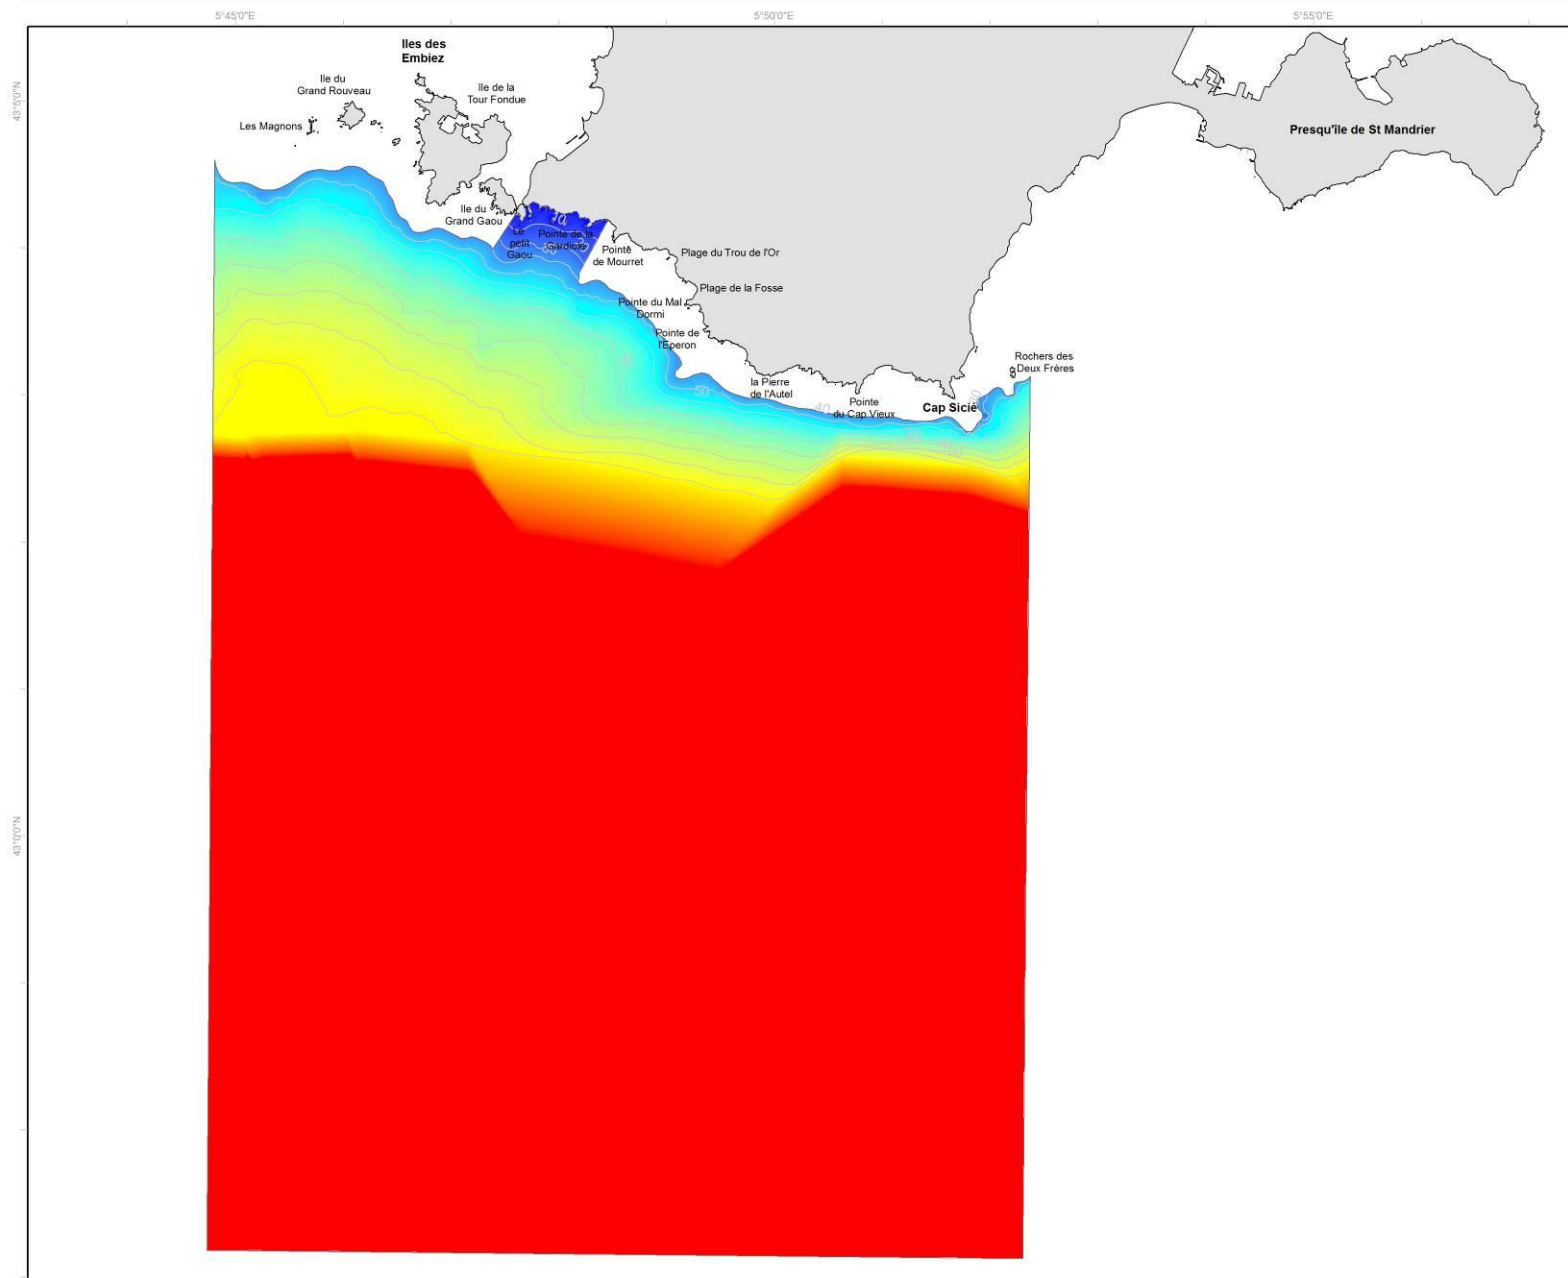 5°45'0"E
5°50'0"E
5°55'0"E
43°5'0"N
43°0'0"N
Iles des
Embiez
Ile du
Grand Rouveau
Ile de la
Tour Fondue
Les Magnons
Presqu'île de St Mandrier
Ile du
Grand Gaou
Le
petit
Gaou
10
Pointe de la
Gardiole
Pointe
de Mourret
Plage du Trou de l'Or
Plage de la Fosse
Pointe du Mal
Dormi
Pointe de
l'Eperon
Rochers des
Deux Frères
la Pierre
de l'Autel
50
40
Pointe
du Cap Vieux
Cap Sicié
70
100